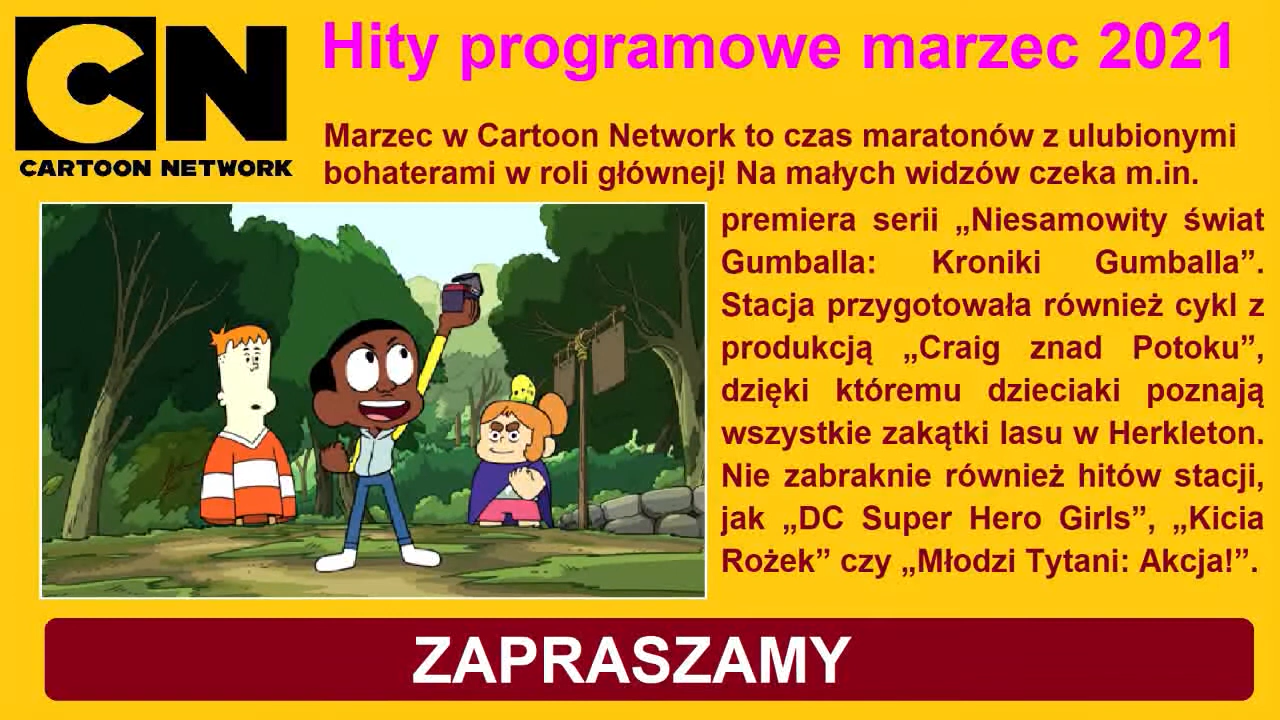 CN
CARTOON NETWORK
Hity programowe marzec 2021
Marzec w Cartoon Network to czas maratonów z ulubionymi
bohaterami w roli głównej! Na małych widzów czeka m.in.
premiera serii „Niesamowity świat
Gumballa: Kroniki Gumballa”.
Stacja przygotowała również cykl z
produkcją „Craig znad Potoku”,
dzięki któremu dzieciaki poznają
wszystkie zakątki lasu w Herkleton.
Nie zabraknie również hitów stacji,
jak „DC Super Hero Girls”, „Kicia
Rożek” czy „Młodzi Tytani: Akcja!”.
ZAPRASZAMY